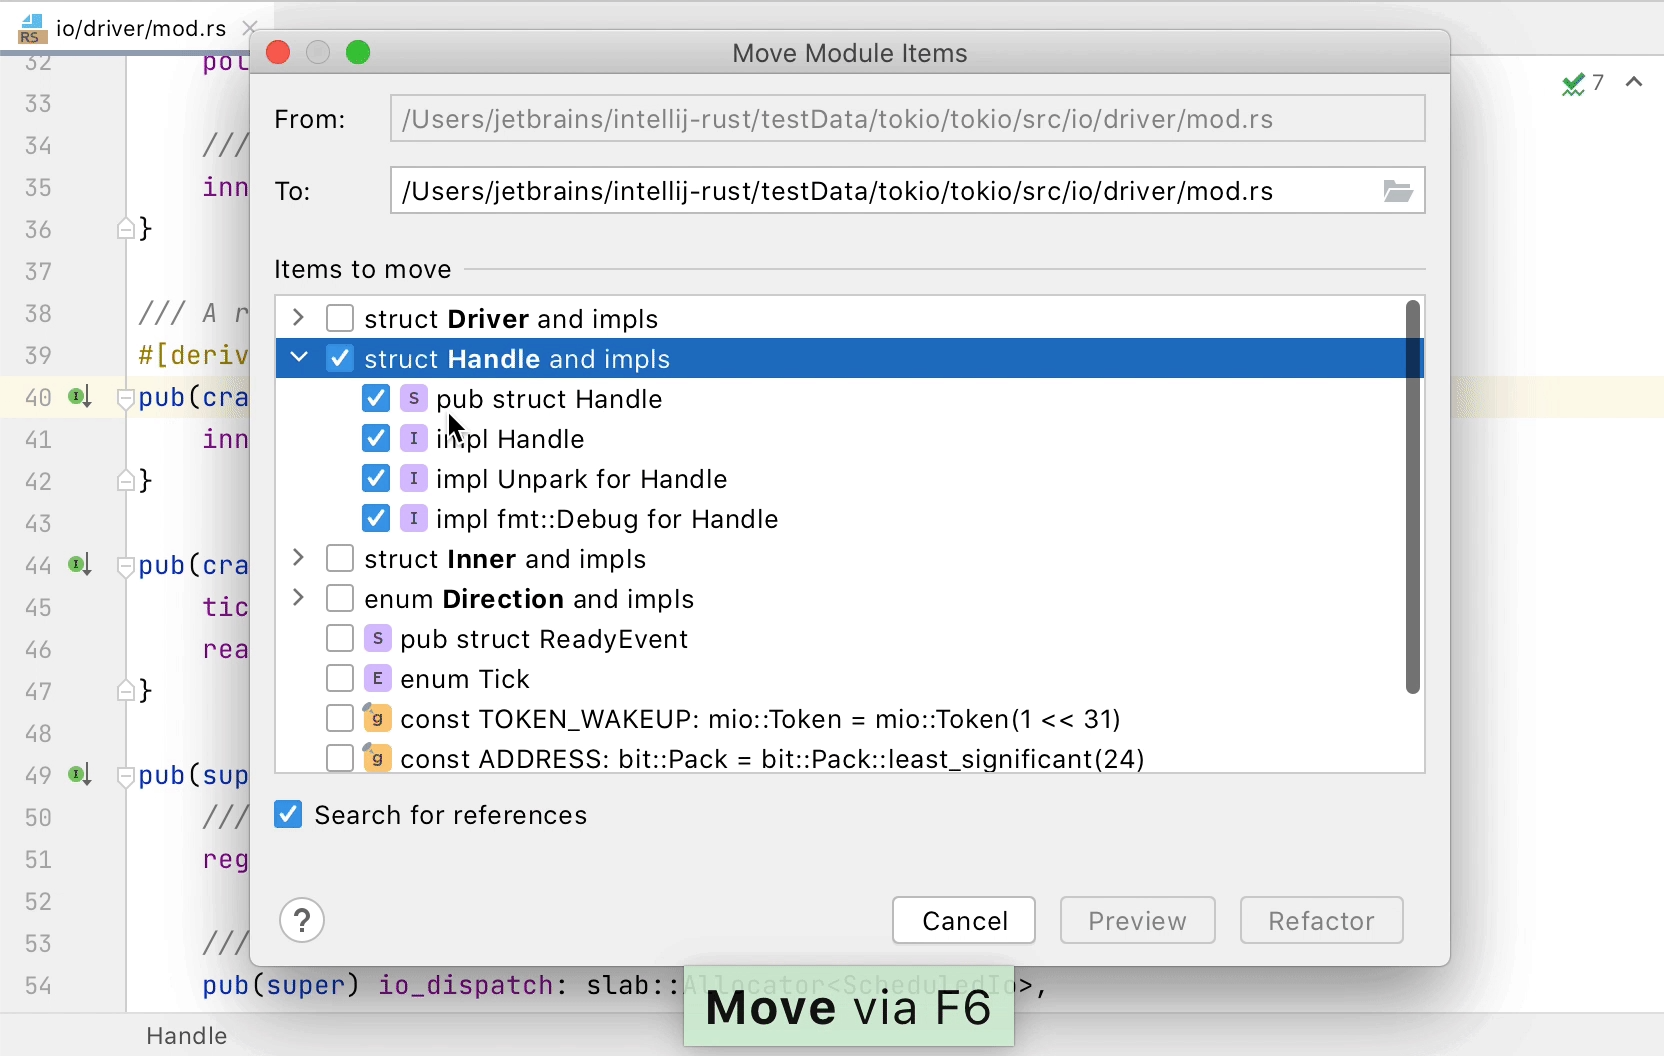 RS io/driver/mod.rs
Move Module Items
7
From: /Users/jetbrains/intellij-rust/testData/tokio/tokio/src/io/driver/mod.rs
To: /Users/jetbrains/intellij-rust/testData/tokio/tokio/src/io/driver/mod.rs
Items to move
struct Driver and impls
struct Handle and impls
S pub struct Handle
I impl Handle
I impl Unpark for Handle
I impl fmt::Debug for Handle
struct Inner and impls
enum Direction and impls
S pub struct ReadyEvent
E enum Tick
g const TOKEN_WAKEUP: mio::Token = mio::Token(1 << 31)
g const ADDRESS: bit::Pack = bit::Pack::least_significant(24)
Search for references
? Cancel Preview Refactor
32
33
34 ///
35 inn
36 }
37
38 /// A r
39 #[deriv
40 pub(cra
41 inn
42 }
43
44 pub(cra
45 tic
46 rea
47 }
48
49 pub(sup
50 ///
51 reg
52
53 ///
54 pub(super) io_dispatch: slab::Allocator<ScheduledIo>,
Move via F6
Handle